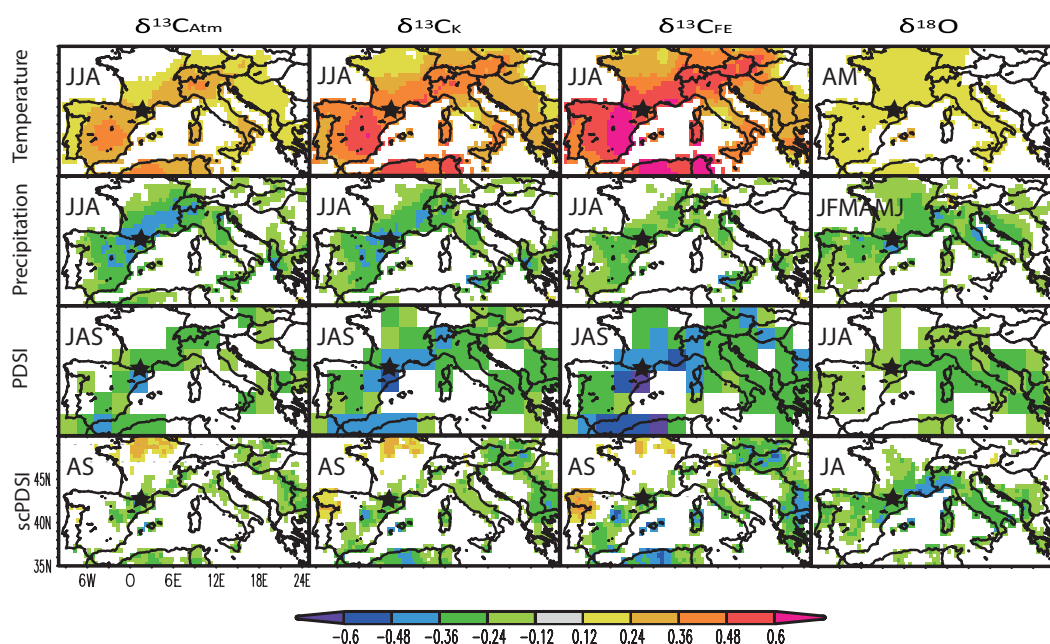 δ¹³CAtm δ¹³CK δ¹³CFE δ¹⁸O
Temperature JJA JJA JJA AM
Precipitation JJA JJA JJA JFMAMJ
PDSI JAS JAS JAS JJA
scPDSI AS AS AS JA
45N
40N
35N
6W 0 6E 12E 18E 24E
-0.6 -0.48 -0.36 -0.24 -0.12 0.12 0.24 0.36 0.48 0.6